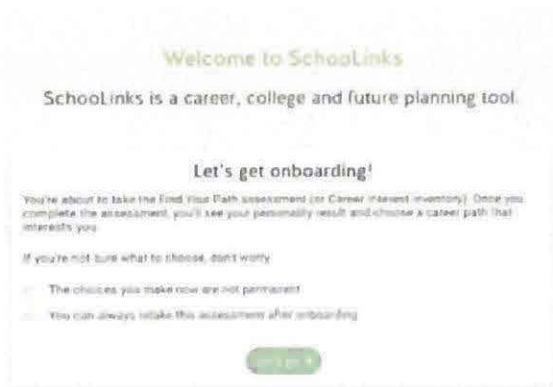 Welcome to SchooLinks
SchooLinks is a career, college and future planning tool.
Let's get onboarding!
You're about to take the Find Your Path assessment (or Career interest inventory). Once you
complete the assessment, you'll see your personality result and choose a career path that
interests you.
If you're not sure what to choose, don't worry
The choices you make now are not permanent
You can always retake this assessment after onboarding